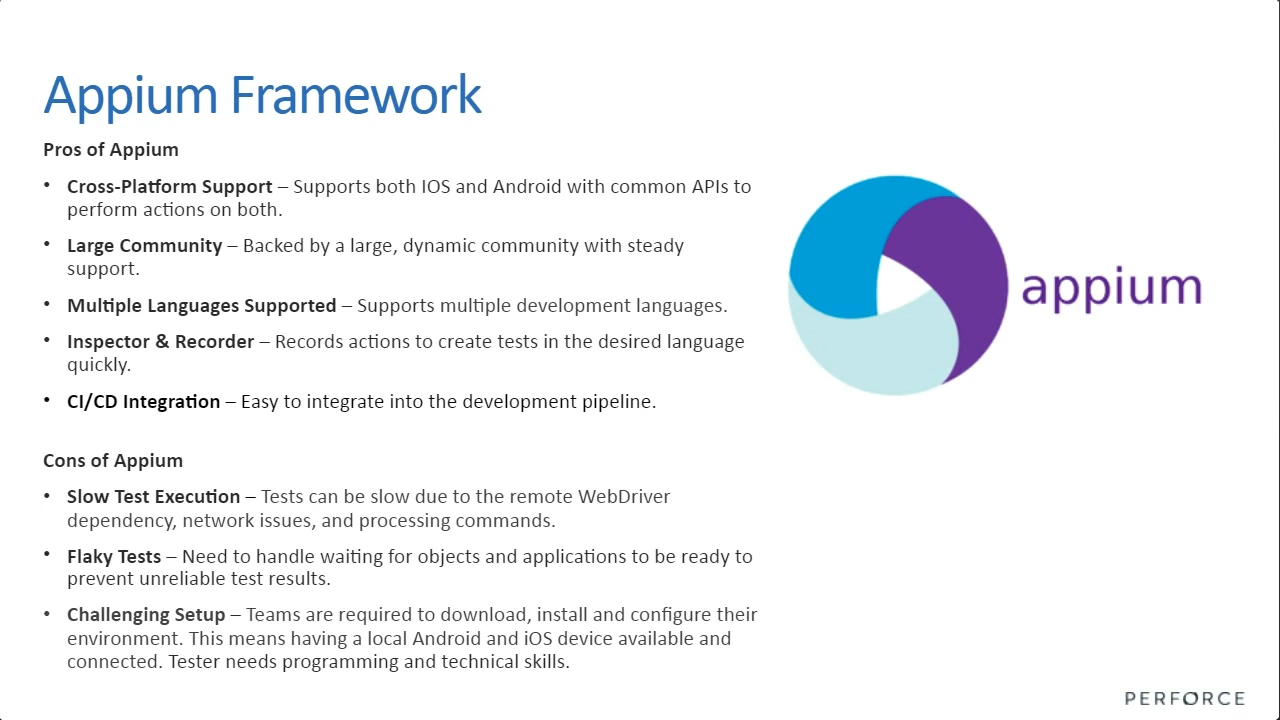 Appium Framework
Pros of Appium
• Cross-Platform Support – Supports both IOS and Android with common APIs to
perform actions on both.
• Large Community – Backed by a large, dynamic community with steady
support.
• Multiple Languages Supported – Supports multiple development languages.
• Inspector & Recorder – Records actions to create tests in the desired language
quickly.
• CI/CD Integration – Easy to integrate into the development pipeline.
appium
Cons of Appium
• Slow Test Execution – Tests can be slow due to the remote WebDriver
dependency, network issues, and processing commands.
• Flaky Tests – Need to handle waiting for objects and applications to be ready to
prevent unreliable test results.
• Challenging Setup – Teams are required to download, install and configure their
environment. This means having a local Android and iOS device available and
connected. Tester needs programming and technical skills.
PERFORCE